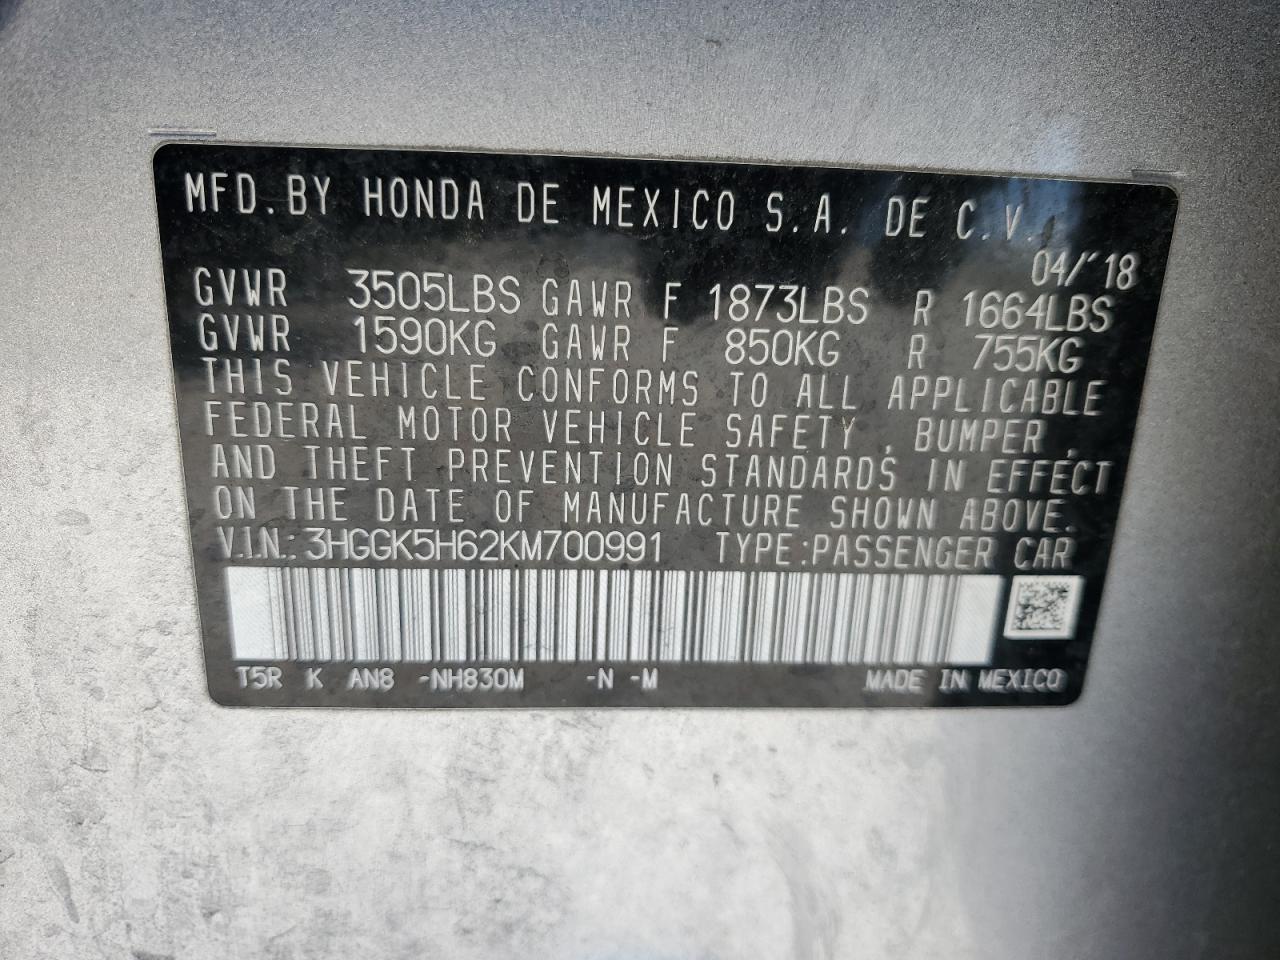 MFD.BY HONDA DE MEXICO S.A. DE C.V.
04/'18
GVWR 3505LBS GAWR F 1873LBS R 1664LBS
GVWR 1590KG GAWR F 850KG R 755KG
THIS VEHICLE CONFORMS TO ALL APPLICABLE
FEDERAL MOTOR VEHICLE SAFETY, BUMPER,
AND THEFT PREVENTION STANDARDS IN EFFECT
ON THE DATE OF MANUFACTURE SHOWN ABOVE.
V.I.N.: 3HGGK5H62KM700991 TYPE:PASSENGER CAR
T5R K AN8 -NH830M -N -M MADE IN MEXICO